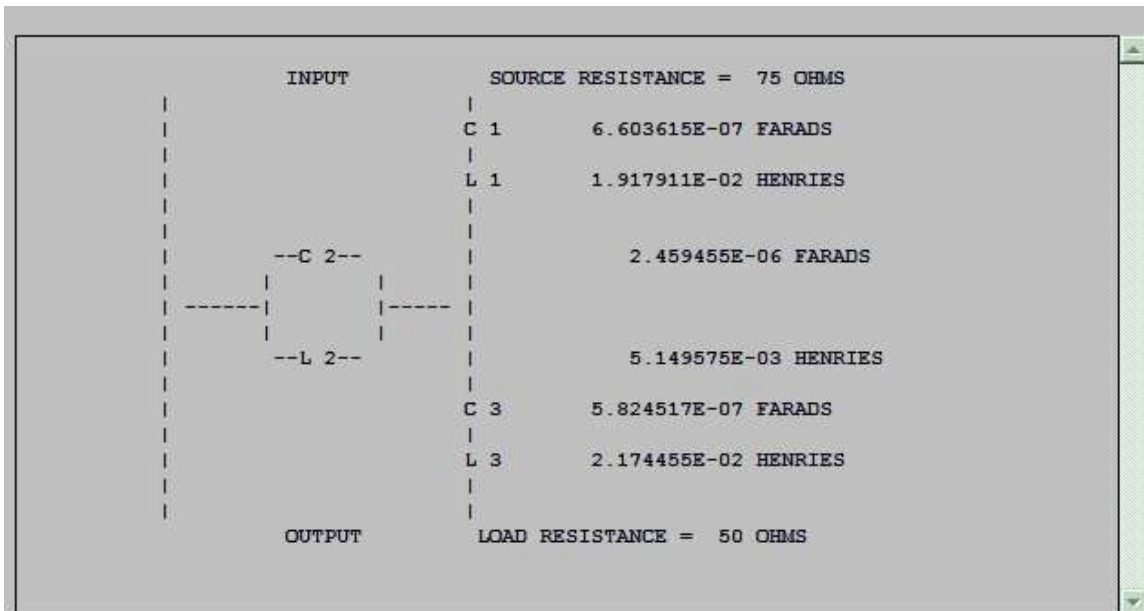 INPUT SOURCE RESISTANCE = 75 OHMS
C 1 6.603615E-07 FARADS
L 1 1.917911E-02 HENRIES
--C 2-- 2.459455E-06 FARADS
--L 2-- 5.149575E-03 HENRIES
C 3 5.824517E-07 FARADS
L 3 2.174455E-02 HENRIES
OUTPUT LOAD RESISTANCE = 50 OHMS